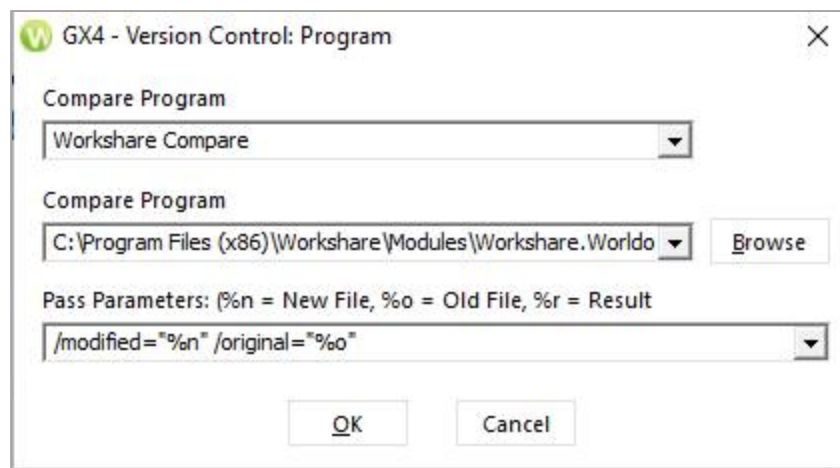 W GX4 - Version Control: Program
Compare Program
Workshare Compare
Compare Program
C:\Program Files (x86)\Workshare\Modules\Workshare.Worldo
Browse
Pass Parameters: (%n = New File, %o = Old File, %r = Result
/modified="%n" /original="%o"
OK Cancel